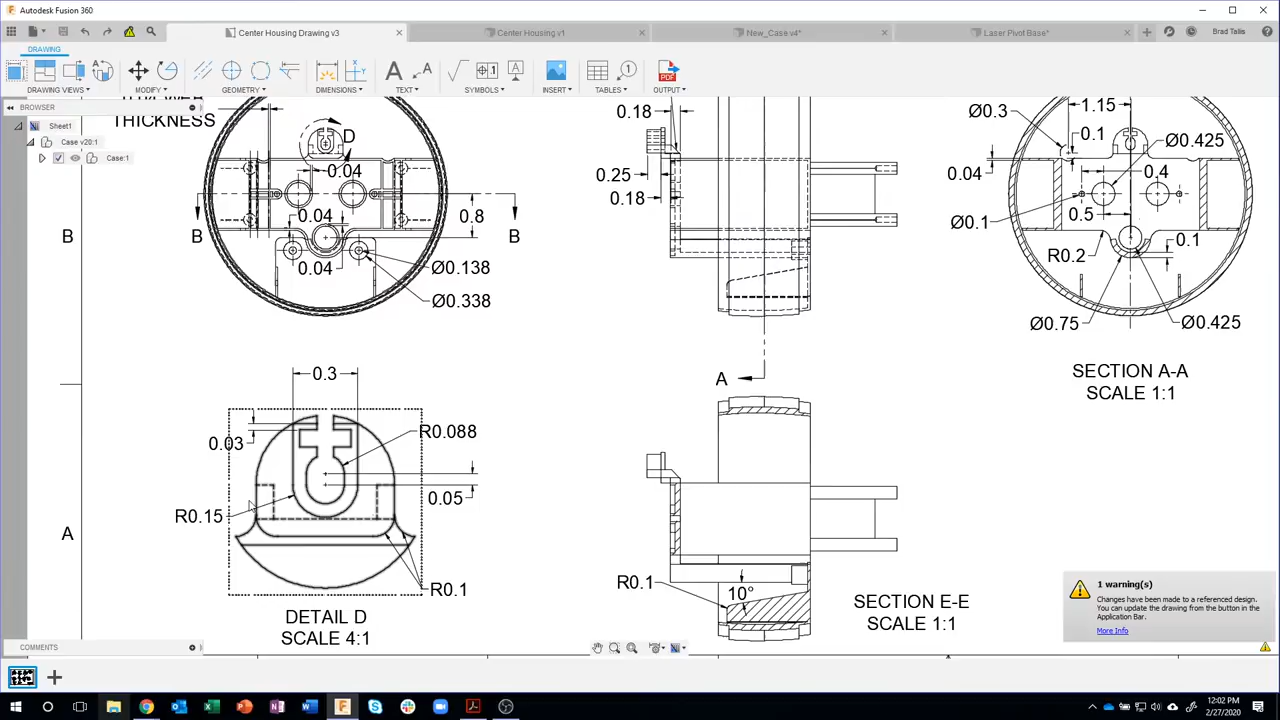 Autodesk Fusion 360
Center Housing Drawing v3
Center Housing v1
New_Case v4*
Laser Pivot Base*
Brad Tallis
DRAWING
DRAWING VIEWS
MODIFY
GEOMETRY
DIMENSIONS
TEXT
SYMBOLS
INSERT
TABLES
OUTPUT
PDF
BROWSER
Sheet1
Case v20:1
Case:1
THICKNESS
D
0.04
0.04
0.04
0.8
B
B
B
Ø0.138
Ø0.338
0.18
0.25
0.18
A
Ø0.3
1.15
0.1
Ø0.425
0.04
0.4
Ø0.1
0.5
R0.2
0.1
Ø0.75
Ø0.425
SECTION A-A
SCALE 1:1
A
0.3
0.03
R0.088
0.05
R0.15
R0.1
DETAIL D
SCALE 4:1
R0.1
10°
SECTION E-E
SCALE 1:1
1 warning(s)
Changes have been made to a referenced design.
You can update the drawing from the button in the
Application Bar.
More Info
COMMENTS
12:02 PM
2/27/2020